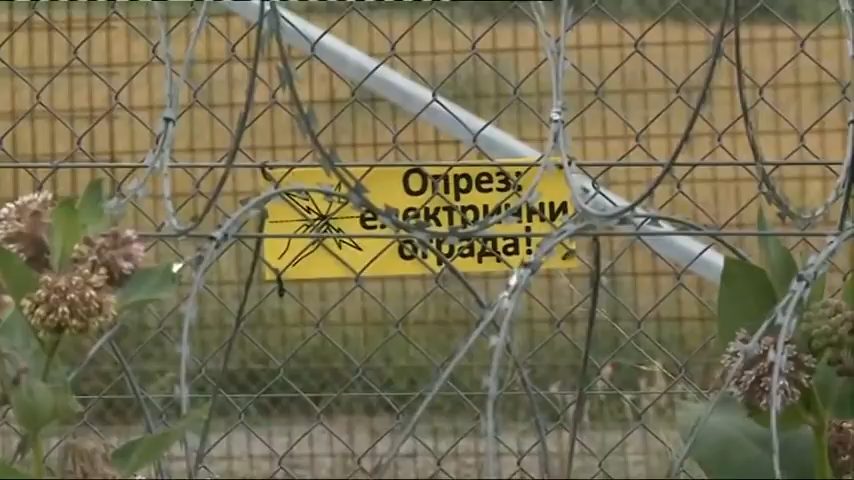 Опрез:
електрични
ограда!